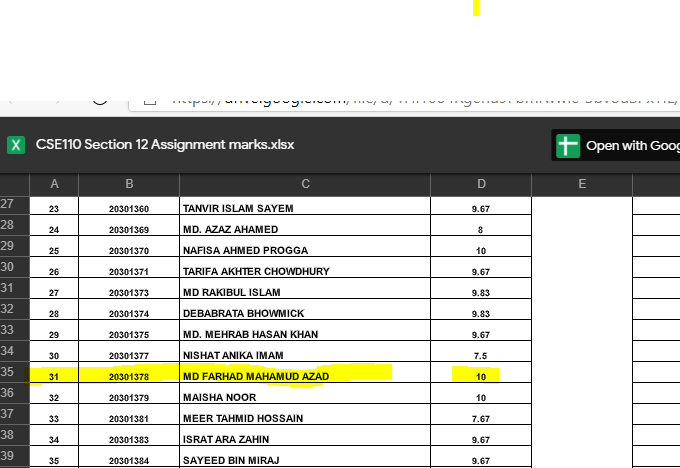 CSE110 Section 12 Assignment marks.xlsx Open with Goog
A B C D E
27 23 20301360 TANVIR ISLAM SAYEM 9.67
28 24 20301369 MD. AZAZ AHAMED 8
29 25 20301370 NAFISA AHMED PROGGA 10
30 26 20301371 TARIFA AKHTER CHOWDHURY 9.67
31 27 20301373 MD RAKIBUL ISLAM 9.83
32 28 20301374 DEBABRATA BHOWMICK 9.83
33 29 20301375 MD. MEHRAB HASAN KHAN 9.67
34 30 20301377 NISHAT ANIKA IMAM 7.5
35 31 20301378 MD FARHAD MAHAMUD AZAD 10
36 32 20301379 MAISHA NOOR 10
37 33 20301381 MEER TAHMID HOSSAIN 7.67
38 34 20301383 ISRAT ARA ZAHIN 9.67
39 35 20301384 SAYEED BIN MIRAJ 9.67